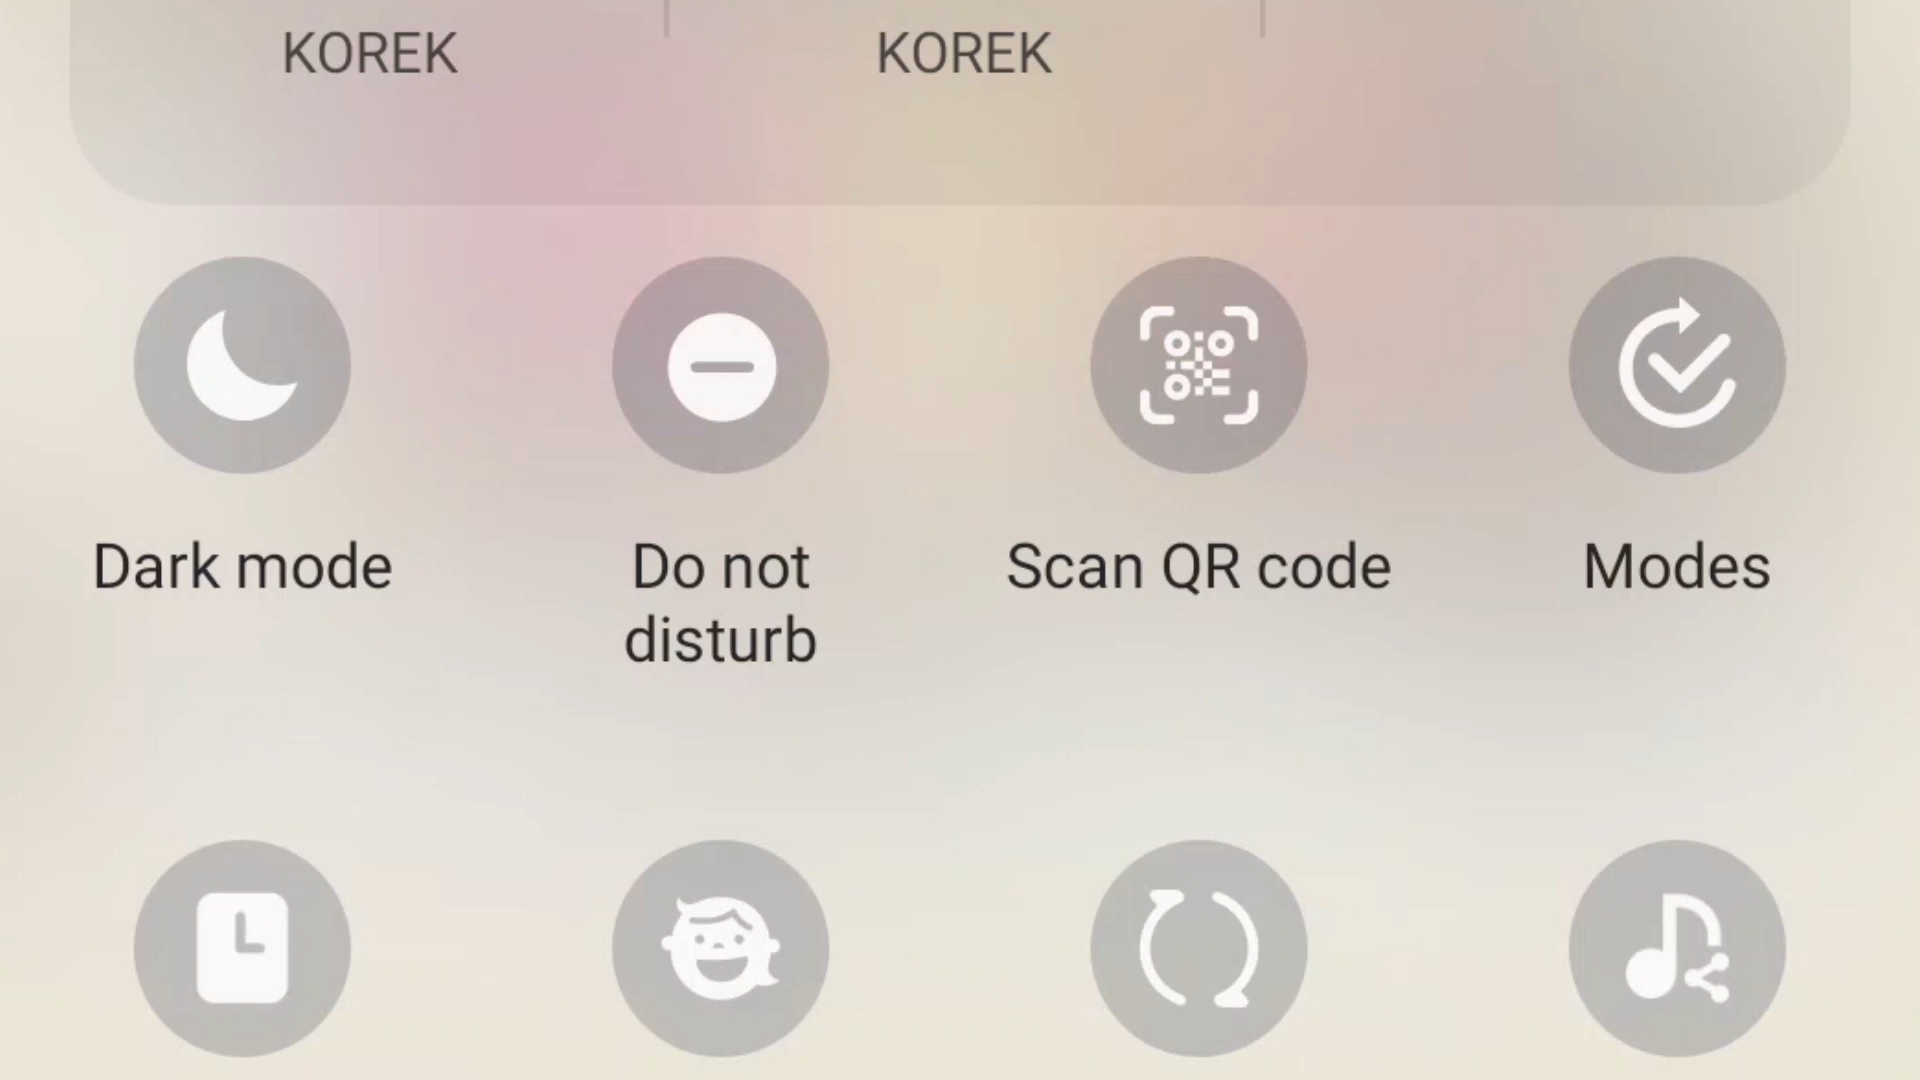 KOREK KOREK
Dark mode
Do not
disturb
Scan QR code
Modes